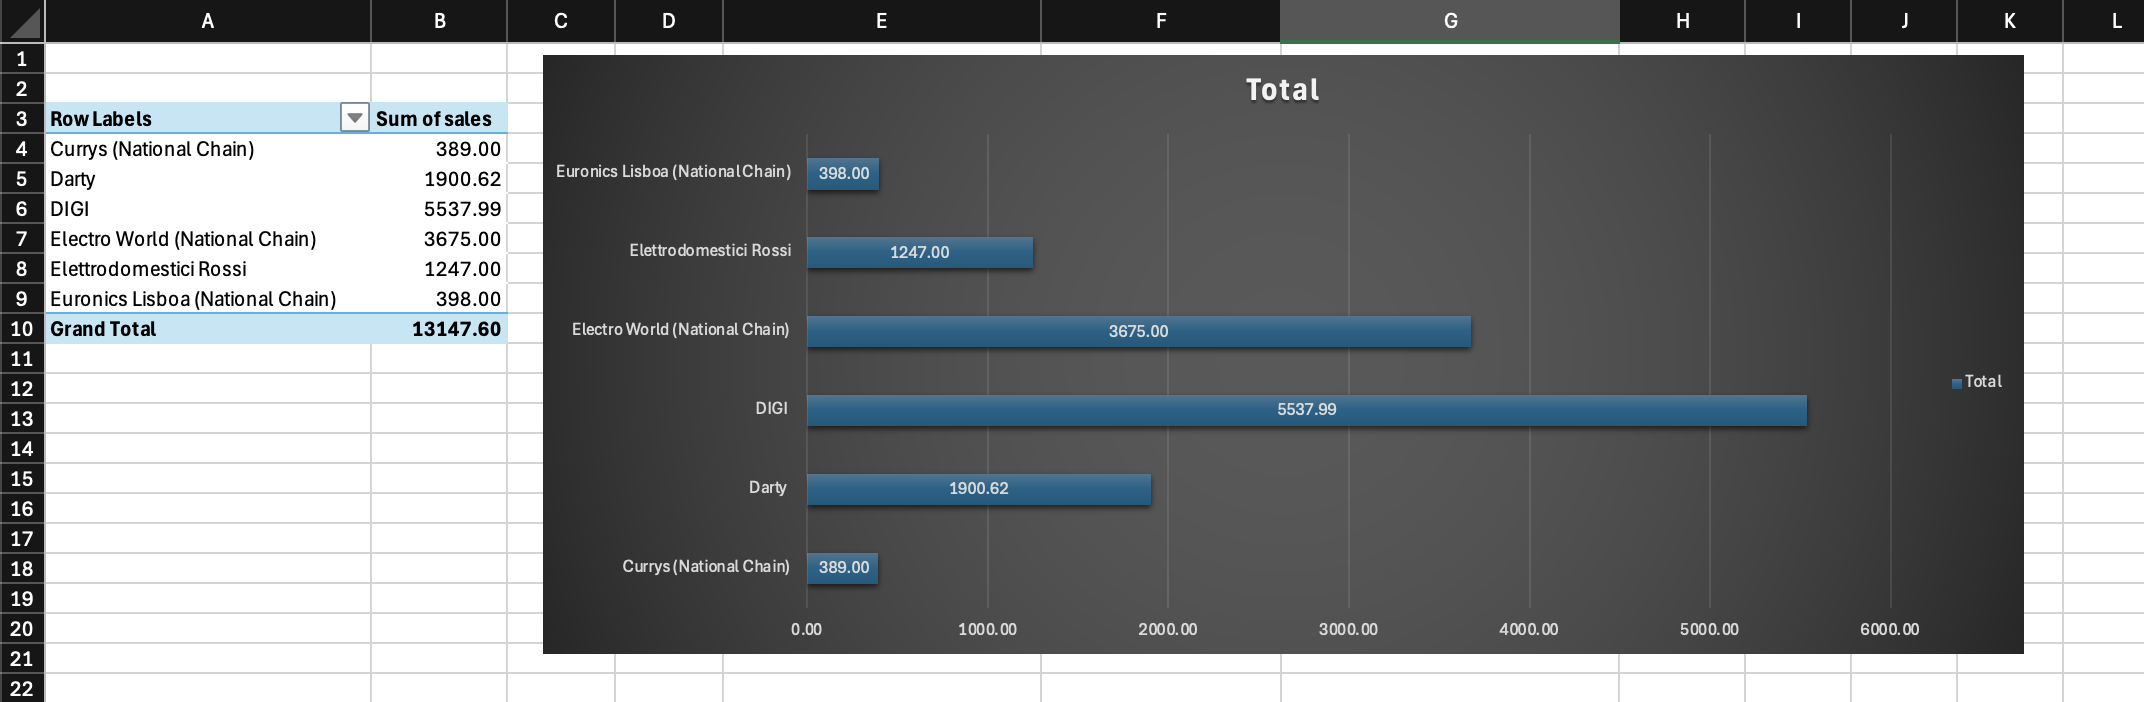 A B C D E F G H I J K L
1
2
3 Row Labels Sum of sales
4 Currys (National Chain) 389.00
5 Darty 1900.62
6 DIGI 5537.99
7 Electro World (National Chain) 3675.00
8 Elettrodomestici Rossi 1247.00
9 Euronics Lisboa (National Chain) 398.00
10 Grand Total 13147.60
11
12
13
14
15
16
17
18
19
20
21
22
Total
Euronics Lisboa (National Chain) 398.00
Elettrodomestici Rossi 1247.00
Electro World (National Chain) 3675.00
Total
DIGI 5537.99
Darty 1900.62
Currys (National Chain) 389.00
0.00 1000.00 2000.00 3000.00 4000.00 5000.00 6000.00